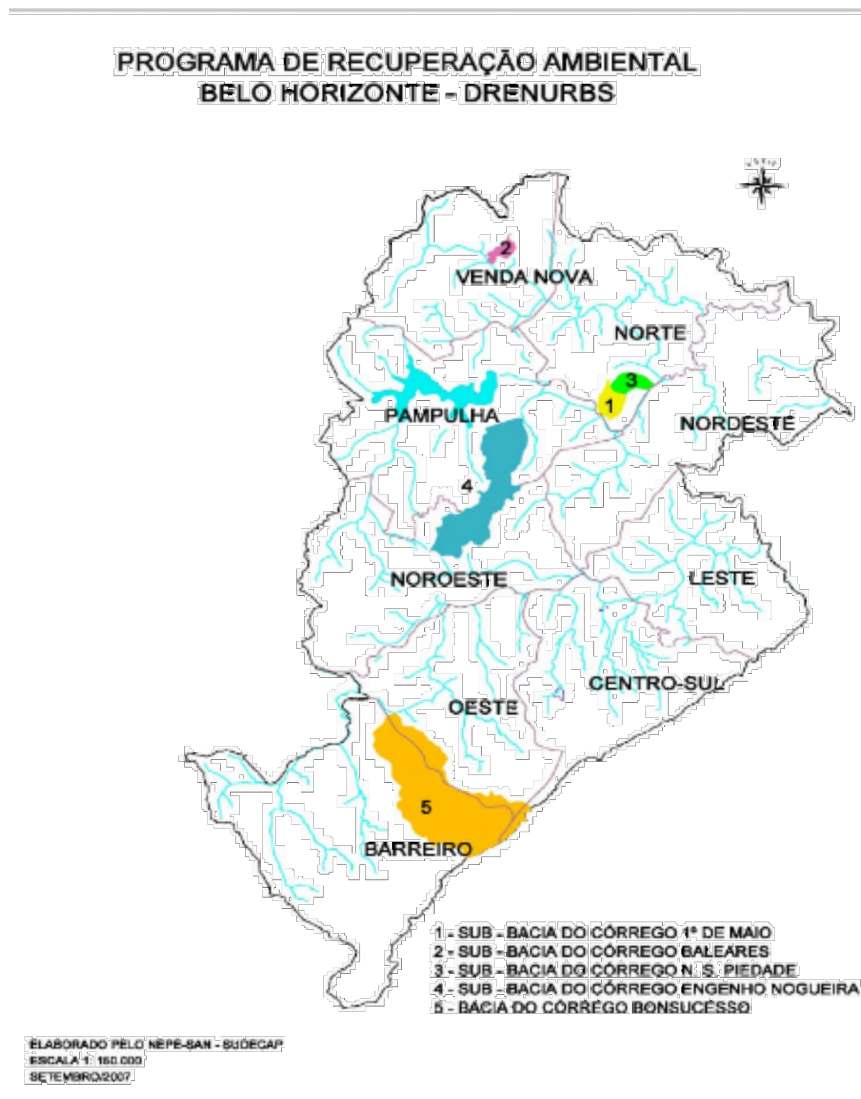 PROGRAMA DE RECUPERAÇÃO AMBIENTAL
BELO HORIZONTE - DRENURBS
2
VENDA NOVA
NORTE
3
1
PAMPULHA
NORDESTE
4
NOROESTE
LESTE
CENTRO-SUL
OESTE
5
BARREIRO
1 - SUB - BACIA DO CÓRREGO 1º DE MAIO
2 - SUB - BACIA DO CÓRREGO BALEARES
3 - SUB - BACIA DO CÓRREGO N. S. PIEDADE
4 - SUB - BACIA DO CÓRREGO ENGENHO NOGUEIRA
5 - BACIA DO CÓRREGO BONSUCESSO
ELABORADO PELO NEPE-SAN - SUDECAP
ESCALA 1: 160.000
SETEMBRO/2007